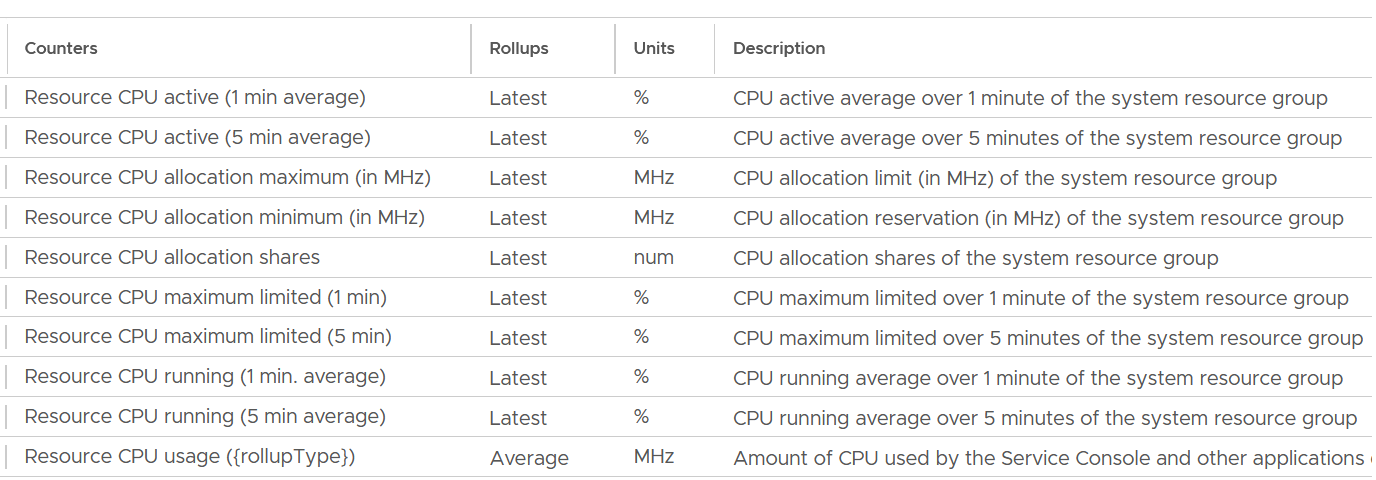 Counters Rollups Units Description
Resource CPU active (1 min average) Latest % CPU active average over 1 minute of the system resource group
Resource CPU active (5 min average) Latest % CPU active average over 5 minutes of the system resource group
Resource CPU allocation maximum (in MHz) Latest MHz CPU allocation limit (in MHz) of the system resource group
Resource CPU allocation minimum (in MHz) Latest MHz CPU allocation reservation (in MHz) of the system resource group
Resource CPU allocation shares Latest num CPU allocation shares of the system resource group
Resource CPU maximum limited (1 min) Latest % CPU maximum limited over 1 minute of the system resource group
Resource CPU maximum limited (5 min) Latest % CPU maximum limited over 5 minutes of the system resource group
Resource CPU running (1 min. average) Latest % CPU running average over 1 minute of the system resource group
Resource CPU running (5 min average) Latest % CPU running average over 5 minutes of the system resource group
Resource CPU usage ({rollupType}) Average MHz Amount of CPU used by the Service Console and other applications